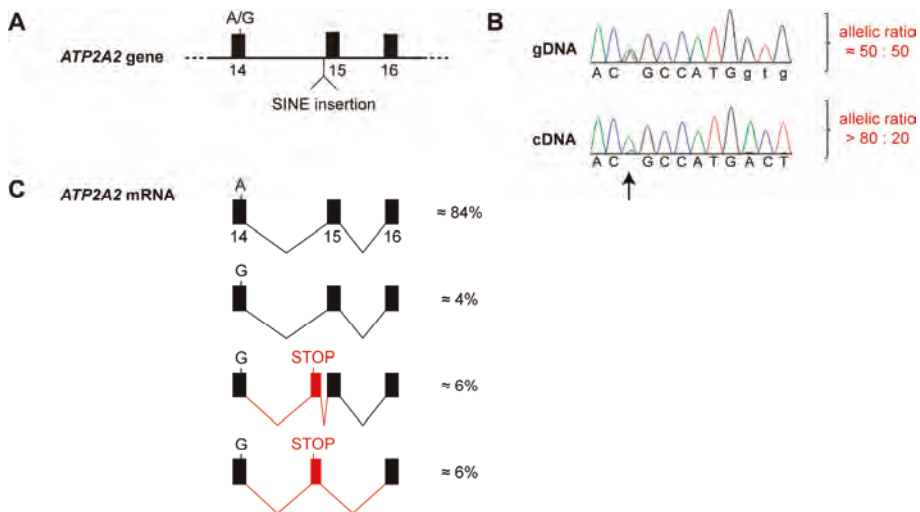 A
A/G
ATP2A2 gene
14
15
16
SINE insertion
B
gDNA
A C G C C A T G g t g
allelic ratio
≈ 50 : 50
cDNA
A C G C C A T G A C T
allelic ratio
> 80 : 20
C
ATP2A2 mRNA
A
14
15
16
≈ 84%
G
≈ 4%
G
STOP
≈ 6%
G
STOP
≈ 6%